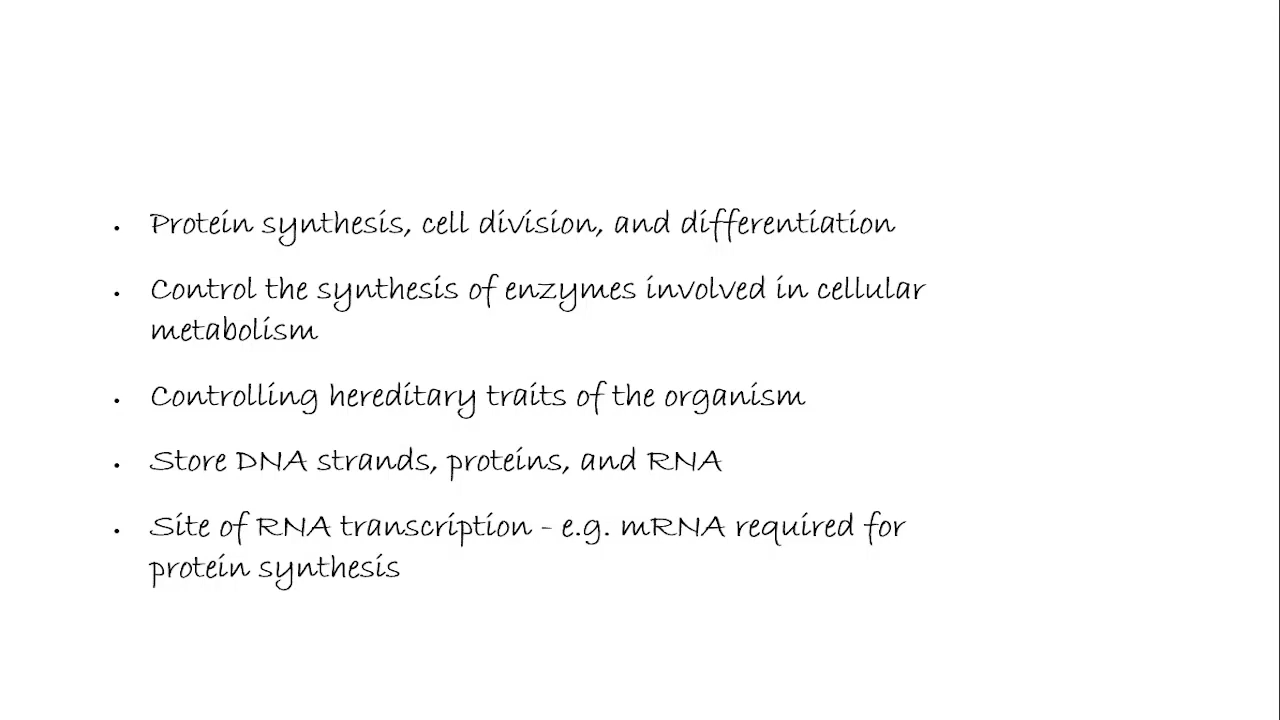 • Protein synthesis, cell division, and differentiation
• Control the synthesis of enzymes involved in cellular
metabolism
• Controlling hereditary traits of the organism
• Store DNA strands, proteins, and RNA
• Site of RNA transcription - e.g. mRNA required for
protein synthesis